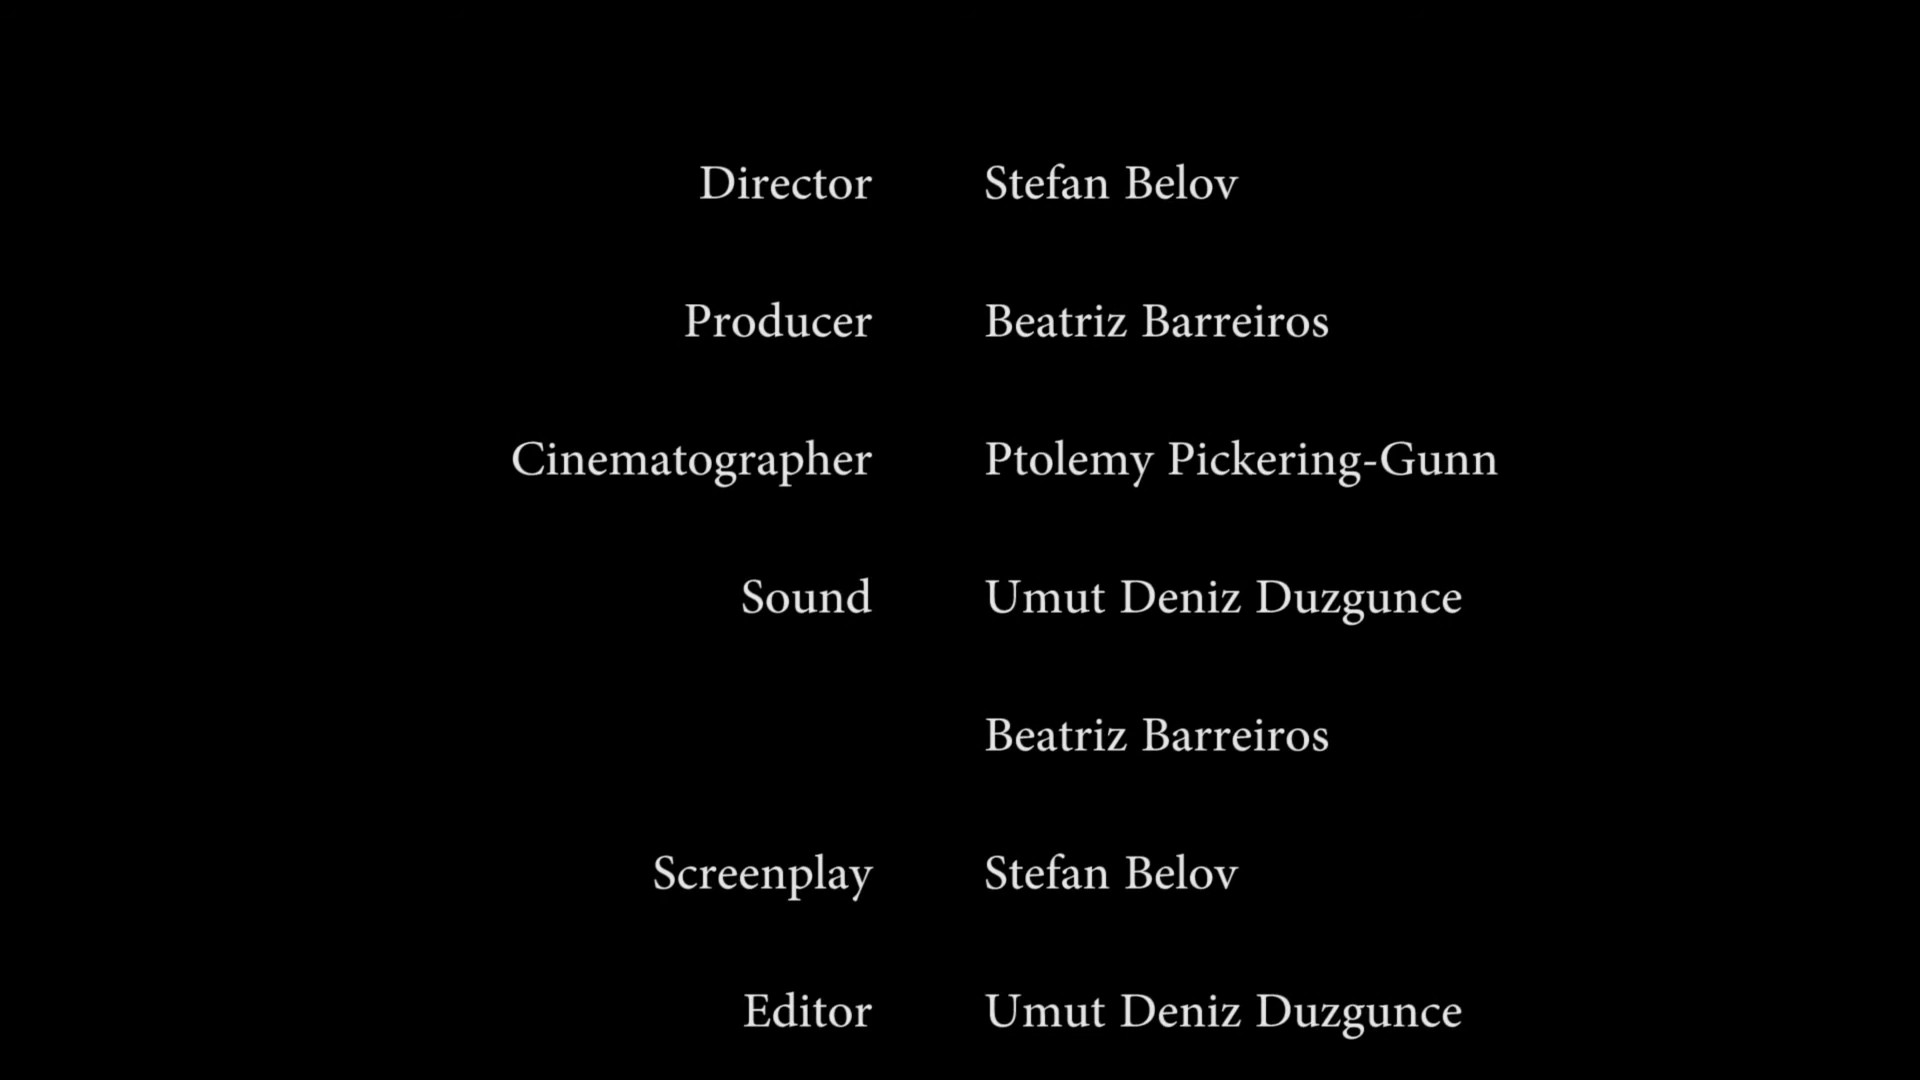 Director Stefan Belov
Producer Beatriz Barreiros
Cinematographer Ptolemy Pickering-Gunn
Sound Umut Deniz Duzgunce
Beatriz Barreiros
Screenplay Stefan Belov
Editor Umut Deniz Duzgunce